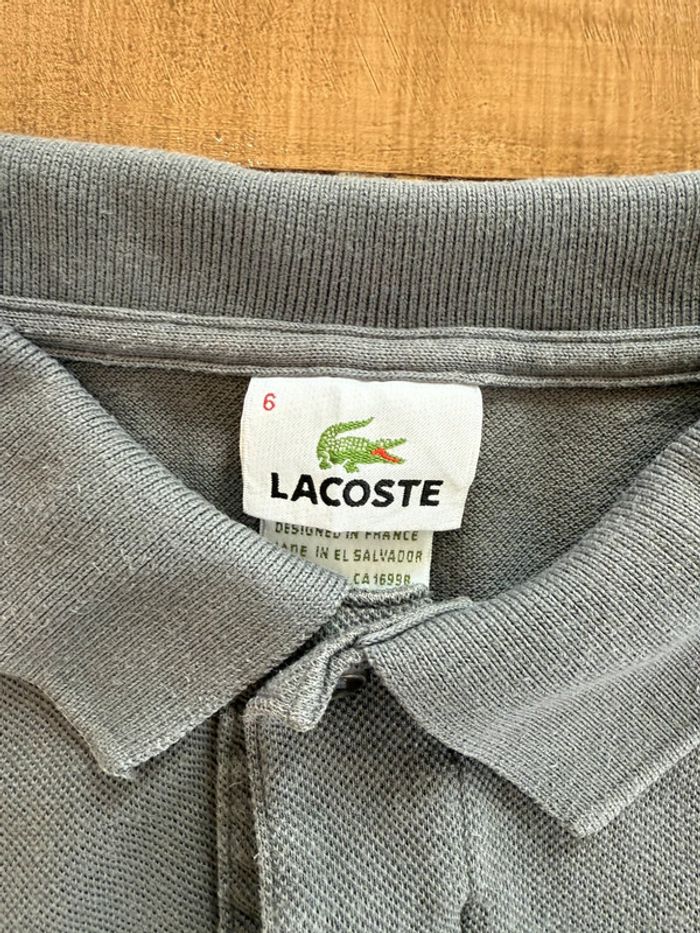 6
LACOSTE
DESIGNED IN FRANCE
IN EL SALVADOR
CA 16998